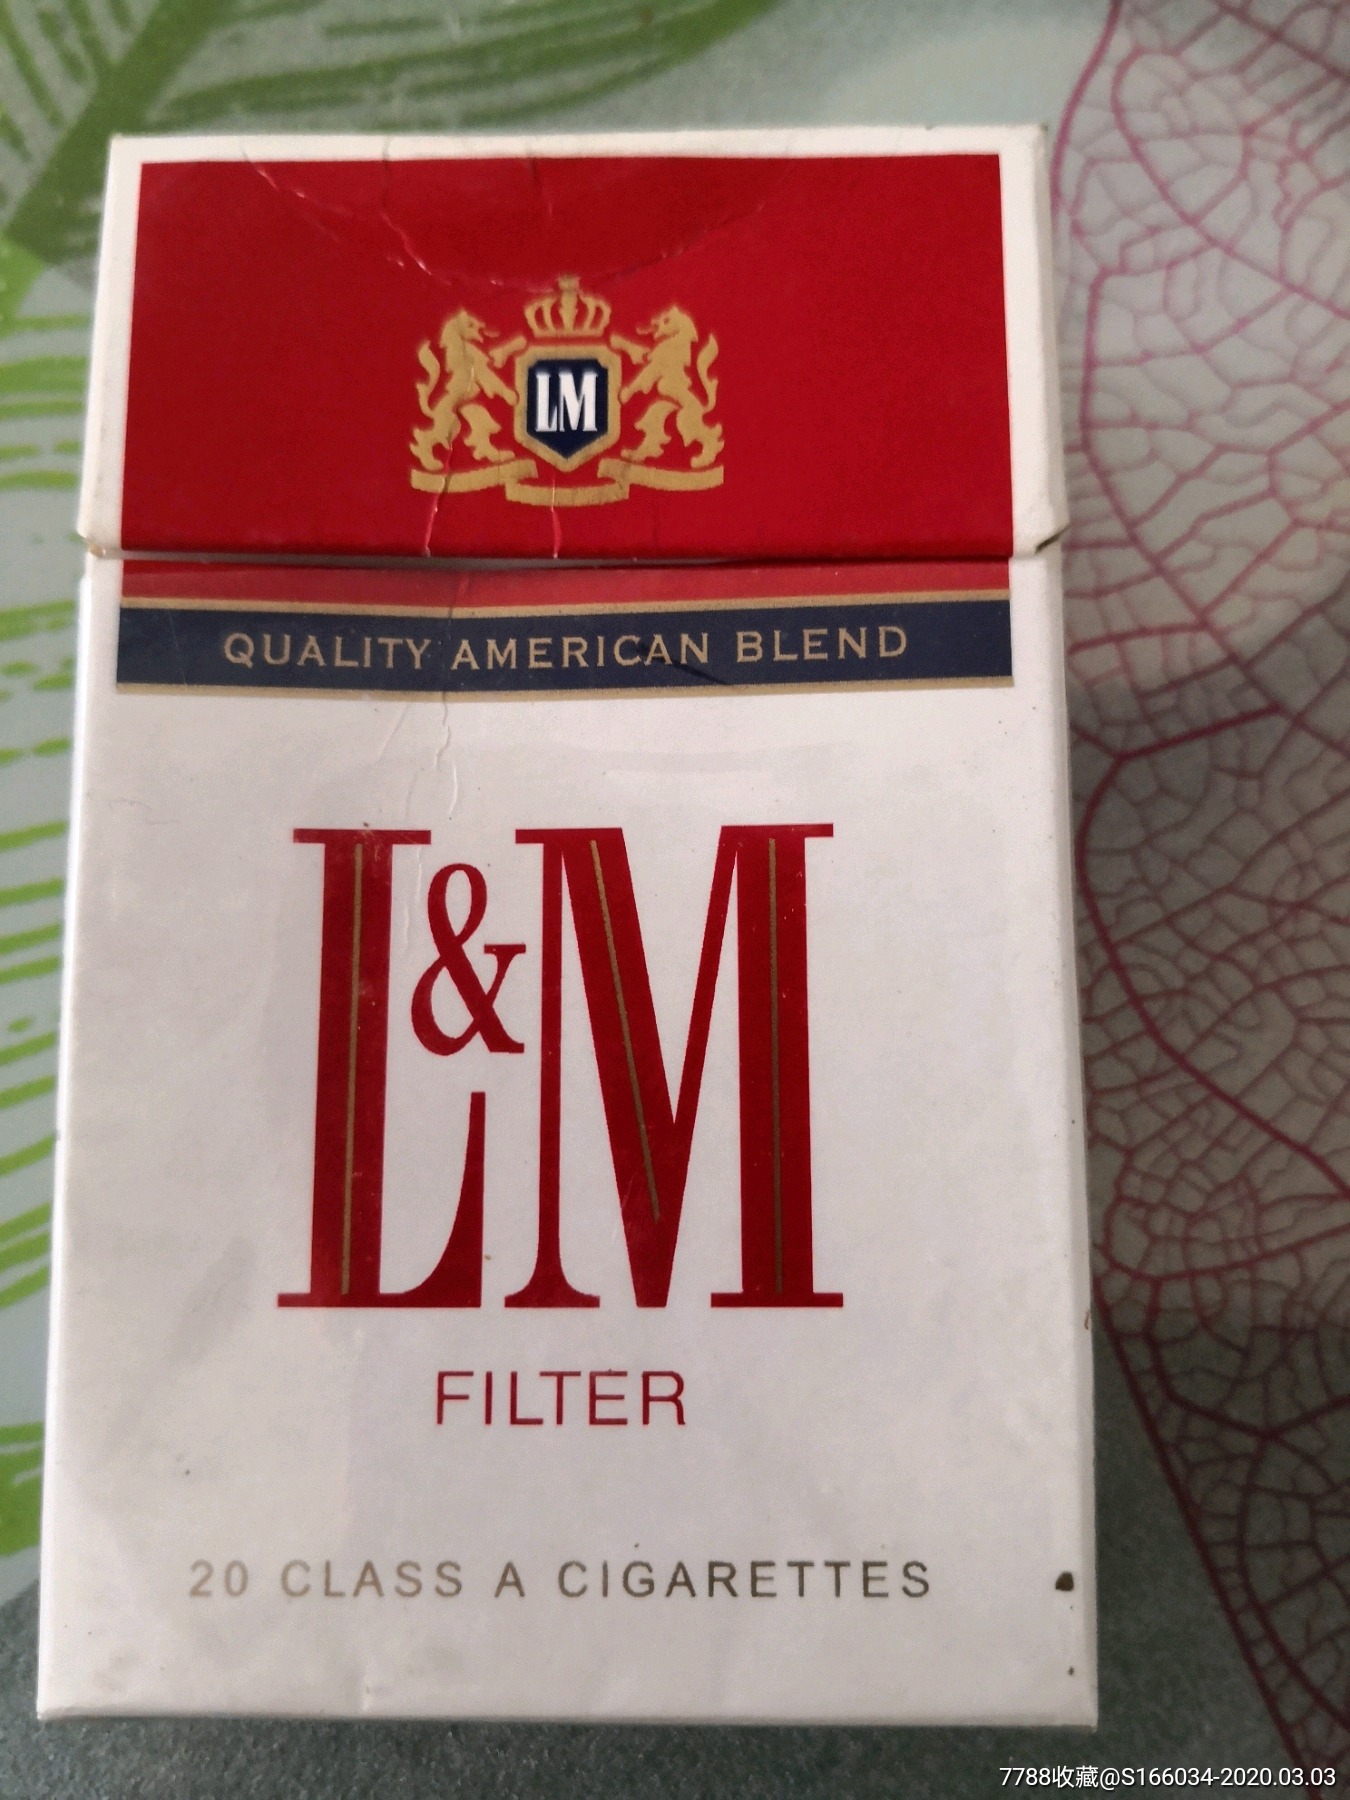 LM
QUALITY AMERICAN BLEND
L&M
FILTER
20 CLASS A CIGARETTES
7788收藏@S166034-2020.03.03